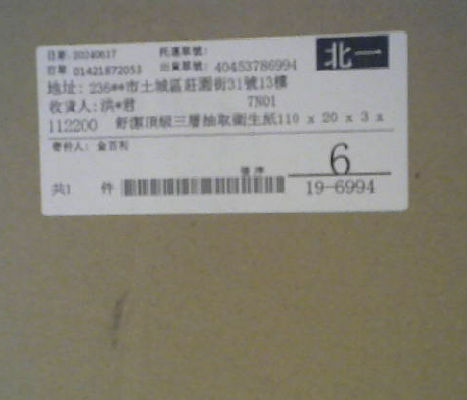 日期: 20240617 托運單號:
訂單 01421872053 出貨單號: 40453786994
北一
地址: 236**市土城區莊園街31號13樓
收貨人: 洪*君 7N01
112200 舒潔頂級三層抽取衛生紙110 x 20 x 3 x
寄件人: 金百利
6
共1 件
19-6994